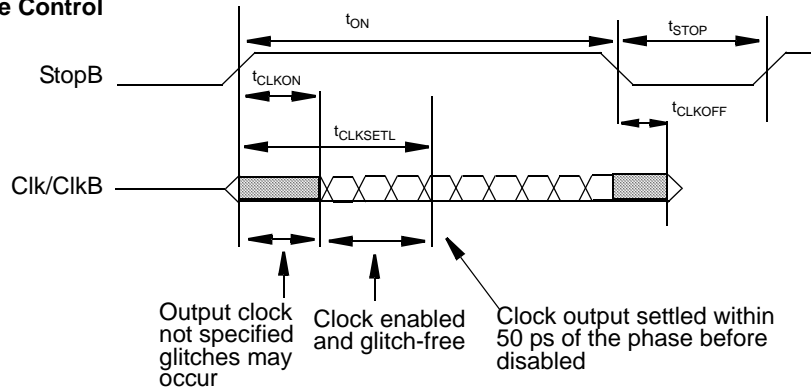 e Control
tON
tSTOP
StopB
tCLKON
tCLKOFF
tCLKSETL
Clk/ClkB
Output clock
not specified
glitches may
occur
Clock enabled
and glitch-free
Clock output settled within
50 ps of the phase before
disabled